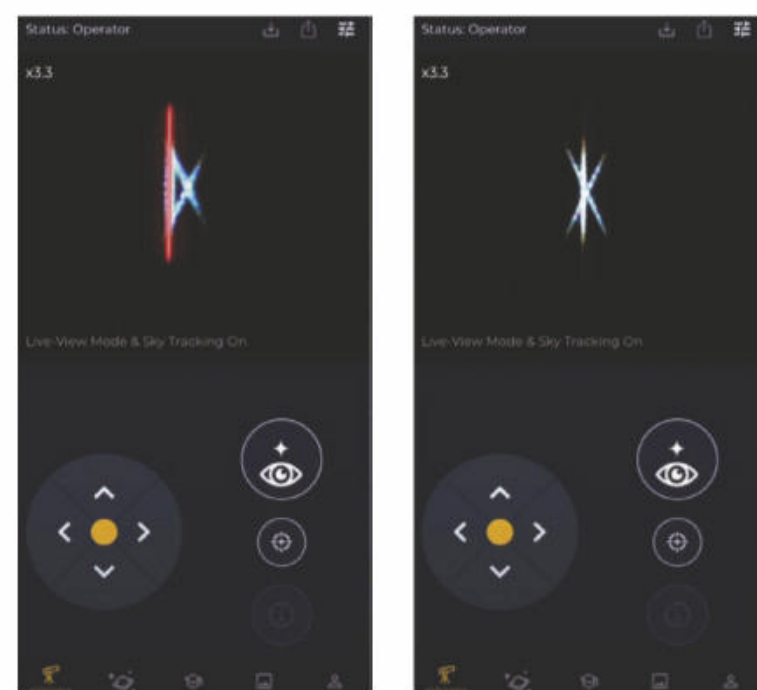 Status: Operator
x3.3
Live-View Mode & Sky Tracking On
Status: Operator
x3.3
Live-View Mode & Sky Tracking On